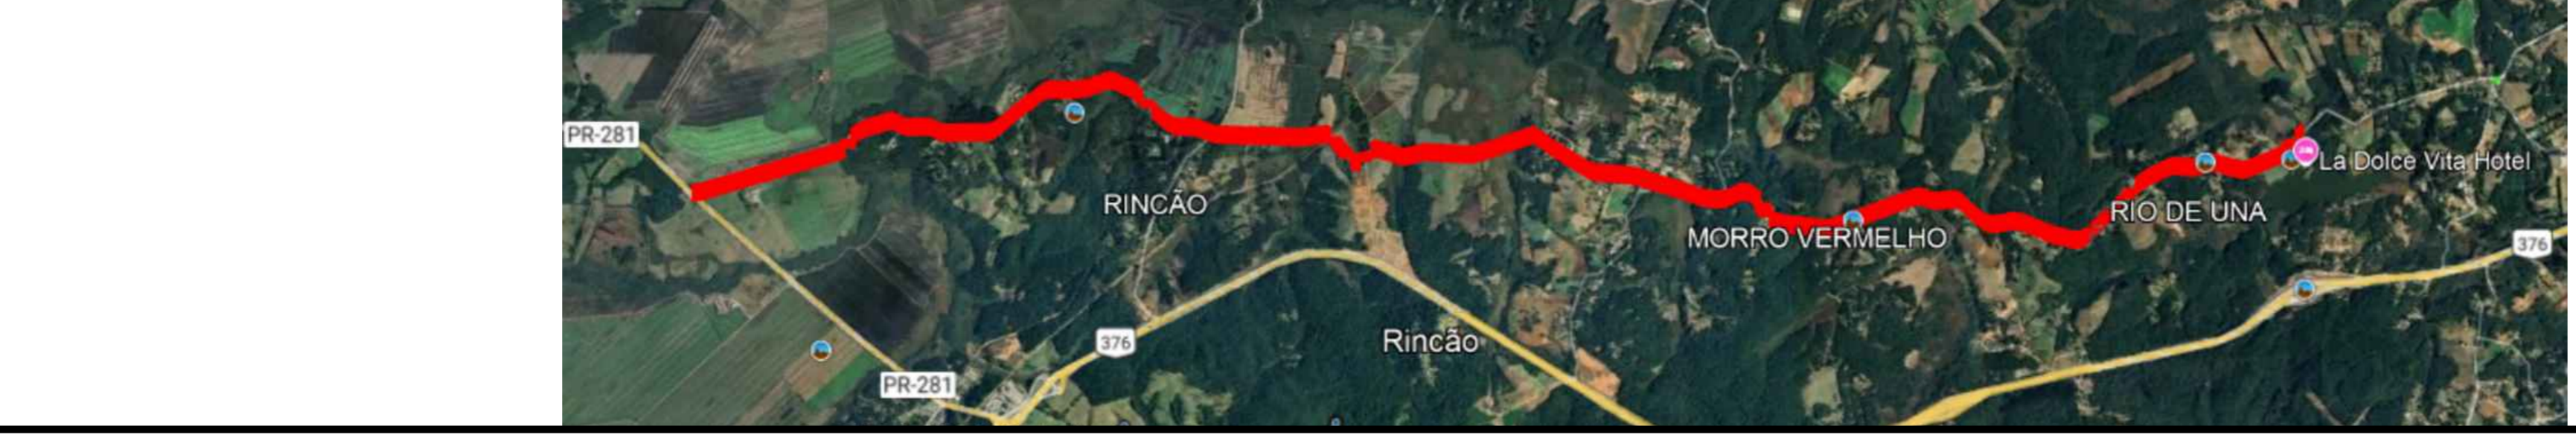 PR-281
La Dolce Vita Hotel
RINCÃO
RIO DE UNA
MORRO VERMELHO
376
376
Rincão
PR-281